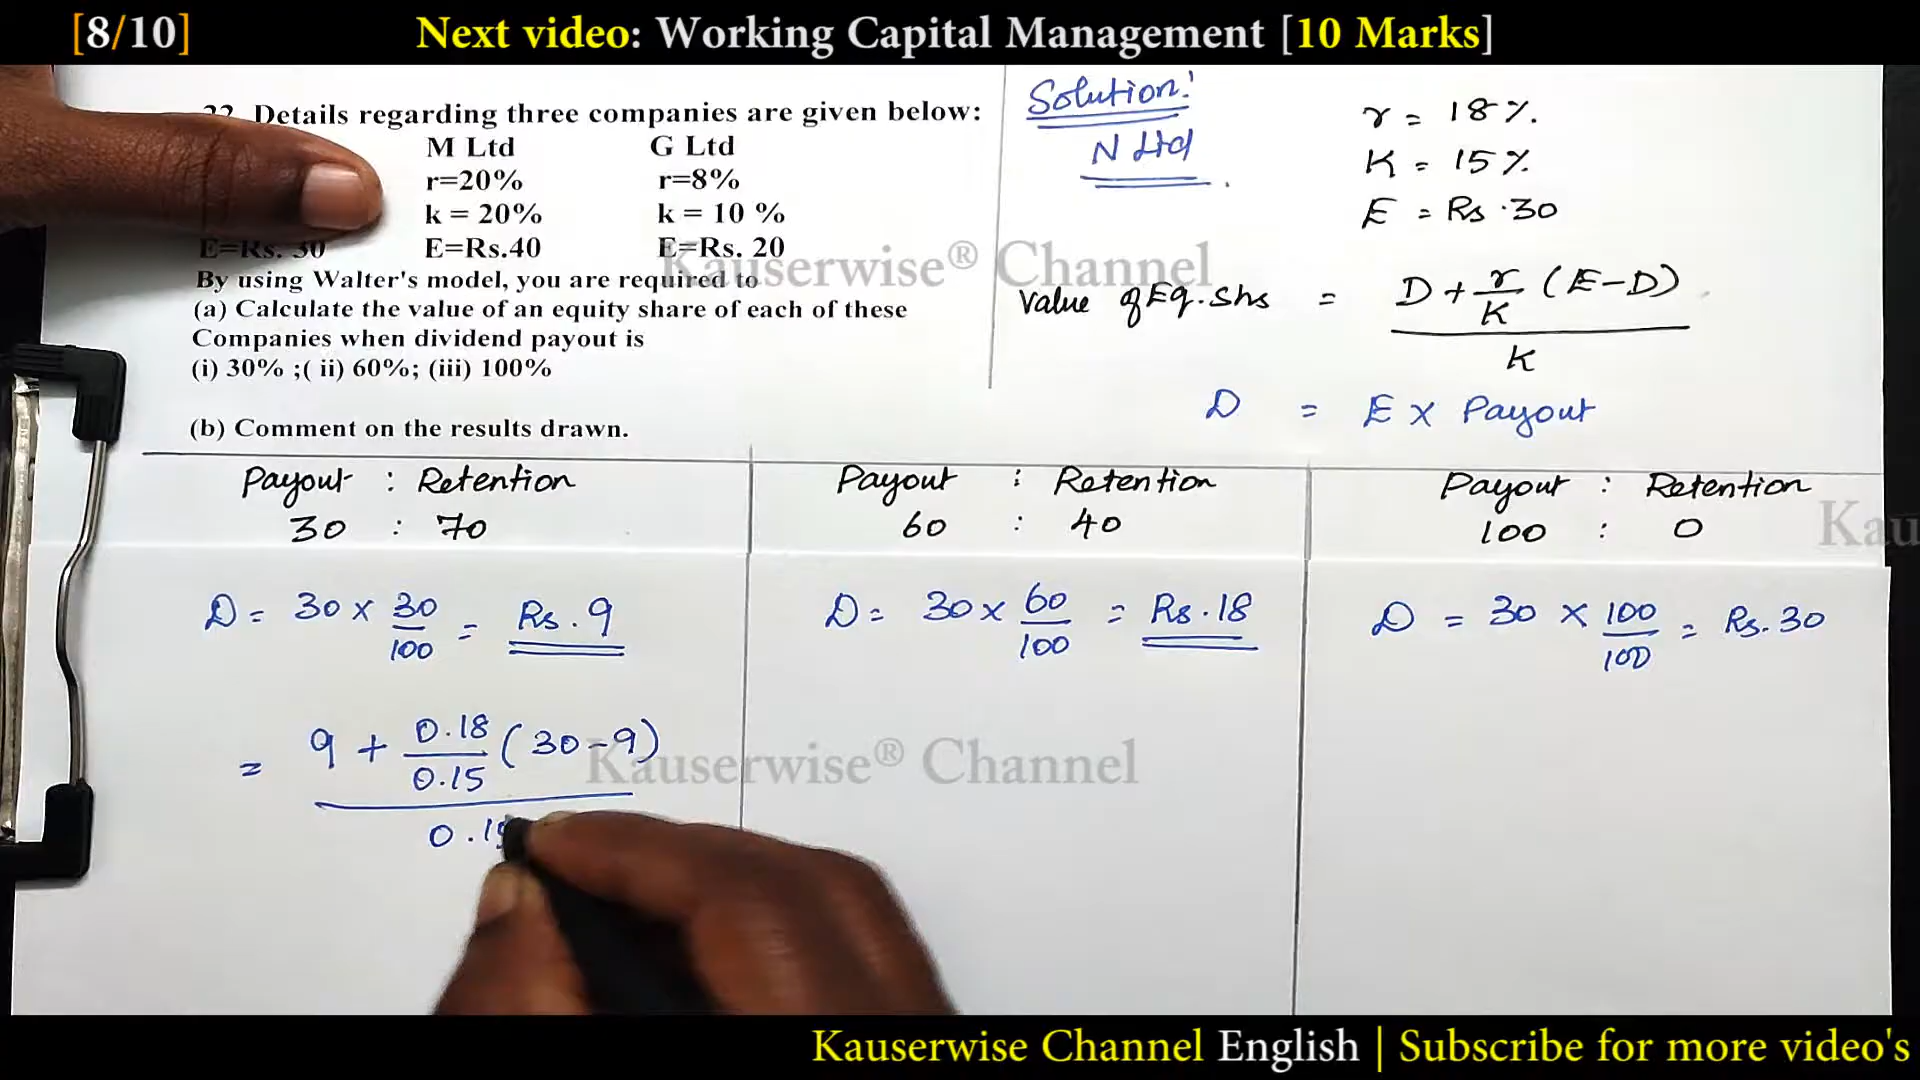 [8/10] Next video: Working Capital Management [10 Marks]
Details regarding three companies are given below:
M Ltd G Ltd
r=20% r=8%
k = 20% k = 10 %
E=Rs. 30 E=Rs.40 E=Rs. 20
By using Walter's model, you are required to
(a) Calculate the value of an equity share of each of these
Companies when dividend payout is
(i) 30% ;( ii) 60%; (iii) 100%
(b) Comment on the results drawn.
Solution:
N Ltd
r = 18%.
K = 15%.
E = Rs.30
Kauserwise® Channel
Value of Eq. Shs = D + r/K (E-D)
K
D = E X Payout
Payout : Retention
30 : 70
D = 30 x 30/100 = Rs. 9
= 9 + 0.18/0.15 (30-9)
0.15
Payout : Retention
60 : 40
D = 30 x 60/100 = Rs.18
Payout : Retention
100 : 0
D = 30 x 100/100 = Rs.30
Kau
Kauserwise® Channel
Kauserwise Channel English | Subscribe for more video's